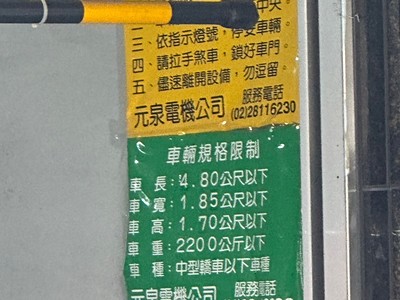 中央。
三、依指示燈號，停妥車輛。
四、請拉手煞車，鎖好車門。
五、儘速離開設備，勿逗留。
元泉電機公司 服務電話
(02)28116230
車輛規格限制
車長：4.80公尺以下
車寬：1.85公尺以下
車高：1.70公尺以下
車重：2200公斤以下
車種：中型轎車以下車種
元泉電機公司 服務電話